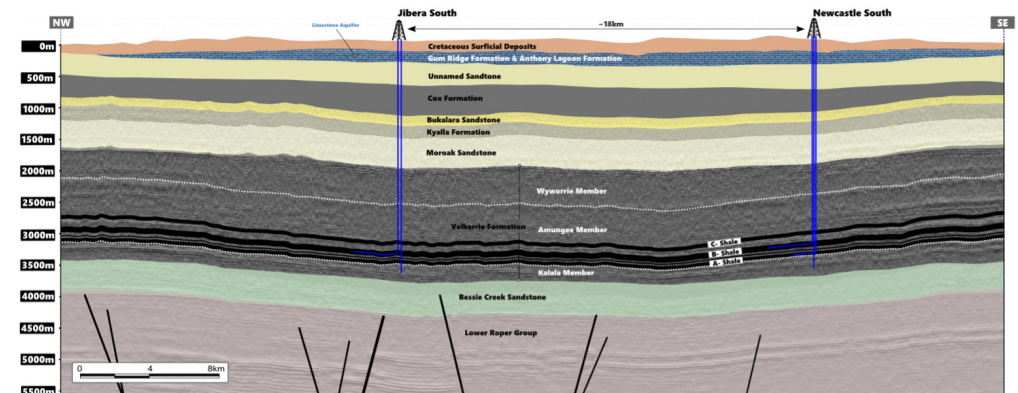 NW
Jibera South
Newcastle South
SE
Limestone Aquifer
~18km
0m
500m
1000m
1500m
2000m
2500m
3000m
3500m
4000m
4500m
5000m
5500m
Cretaceous Surficial Deposits
Gum Ridge Formation & Anthony Lagoon Formation
Unnamed Sandtone
Cox Formation
Bukalara Sandstone
Kyalla Formation
Moroak Sandstone
Wyworrie Member
Velkerrie Formation
Amungee Member
C- Shale
B- Shale
A- Shale
Kalala Member
Bessie Creek Sandstone
Lower Roper Group
0 4 8km